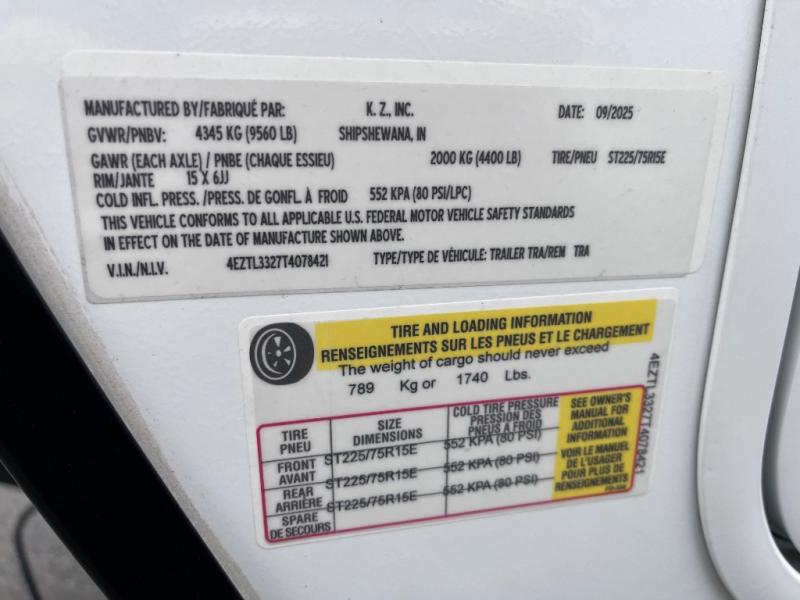 MANUFACTURED BY/FABRIQUÉ PAR: K. Z., INC. DATE: 09/2025
GVWR/PNBV: 4345 KG (9560 LB) SHIPSHEWANA, IN
GAWR (EACH AXLE) / PNBE (CHAQUE ESSIEU) 2000 KG (4400 LB) TIRE/PNEU ST225/75R15E
RIM/JANTE 15 X 6JJ
COLD INFL. PRESS. /PRESS. DE GONFL À FROID 552 KPA (80 PSI/LPC)
THIS VEHICLE CONFORMS TO ALL APPLICABLE U.S. FEDERAL MOTOR VEHICLE SAFETY STANDARDS
IN EFFECT ON THE DATE OF MANUFACTURE SHOWN ABOVE.
V.I.N./N.I.V. 4EZTL3327T4078421 TYPE/TYPE DE VÉHICULE: TRAILER TRA/REM TRA
TIRE AND LOADING INFORMATION
RENSEIGNEMENTS SUR LES PNEUS ET LE CHARGEMENT
The weight of cargo should never exceed
789 Kg or 1740 Lbs.
TIRE
PNEU
SIZE
DIMENSIONS
COLD TIRE PRESSURE
PRESSION DES
PNEUS A FROID
FRONT
AVANT
ST225/75R15E
552 KPA (80 PSI)
REAR
ARRIÈRE
ST225/75R15E
552 KPA (80 PSI)
SPARE
DE SECOURS
ST225/75R15E
552 KPA (80 PSI)
SEE OWNER'S
MANUAL FOR
ADDITIONAL
INFORMATION
VOIR LE MANUEL
DE L'USAGER
POUR PLUS DE
RENSEIGNEMENTS
4EZTL3327T4078421